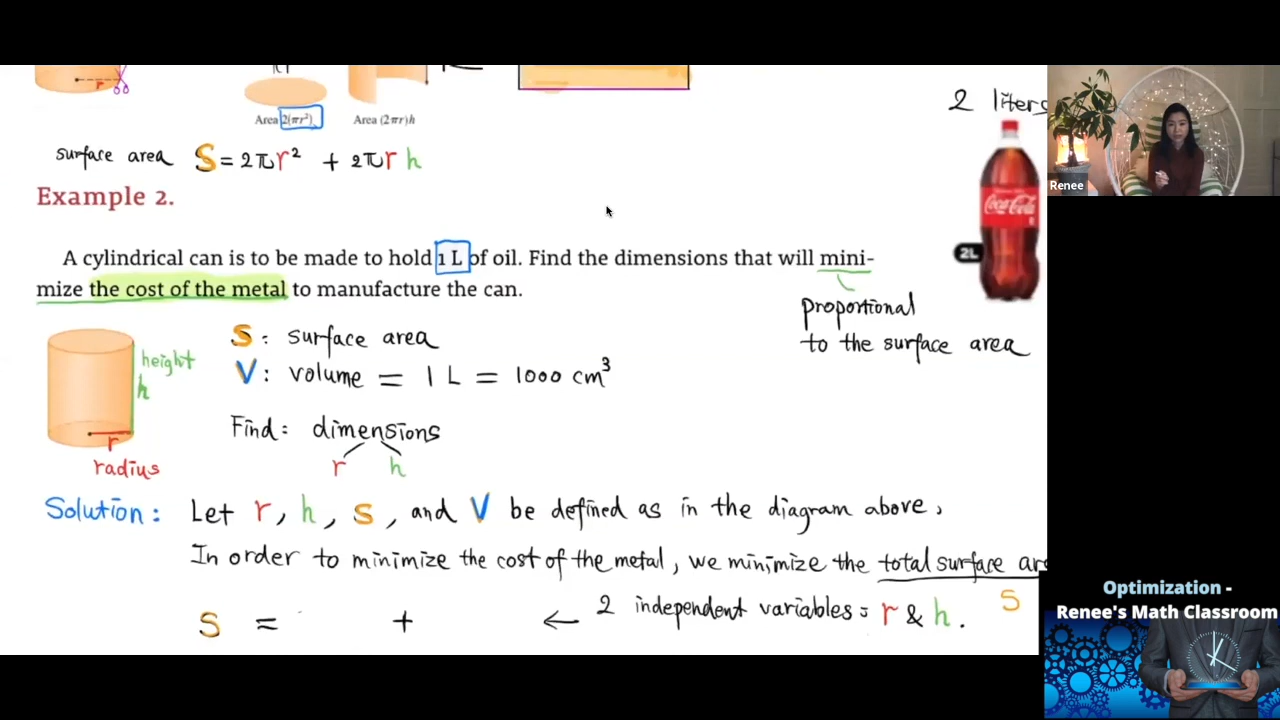 r
Area 2(πr²)
Area (2πr)h
2 liters
surface area S = 2πr² + 2πr h
Example 2.
Coca-Cola
2L
Renee
A cylindrical can is to be made to hold 1 L of oil. Find the dimensions that will mini-
mize the cost of the metal to manufacture the can.
proportional
to the surface area
height
h
r
radius
S: surface area
V: volume = 1 L = 1000 cm³
Find: dimensions
r h
Solution: Let r, h, S, and V be defined as in the diagram above,
In order to minimize the cost of the metal, we minimize the total surface are
S
S = + ← 2 independent variables: r & h.
Optimization -
Renee's Math Classroom